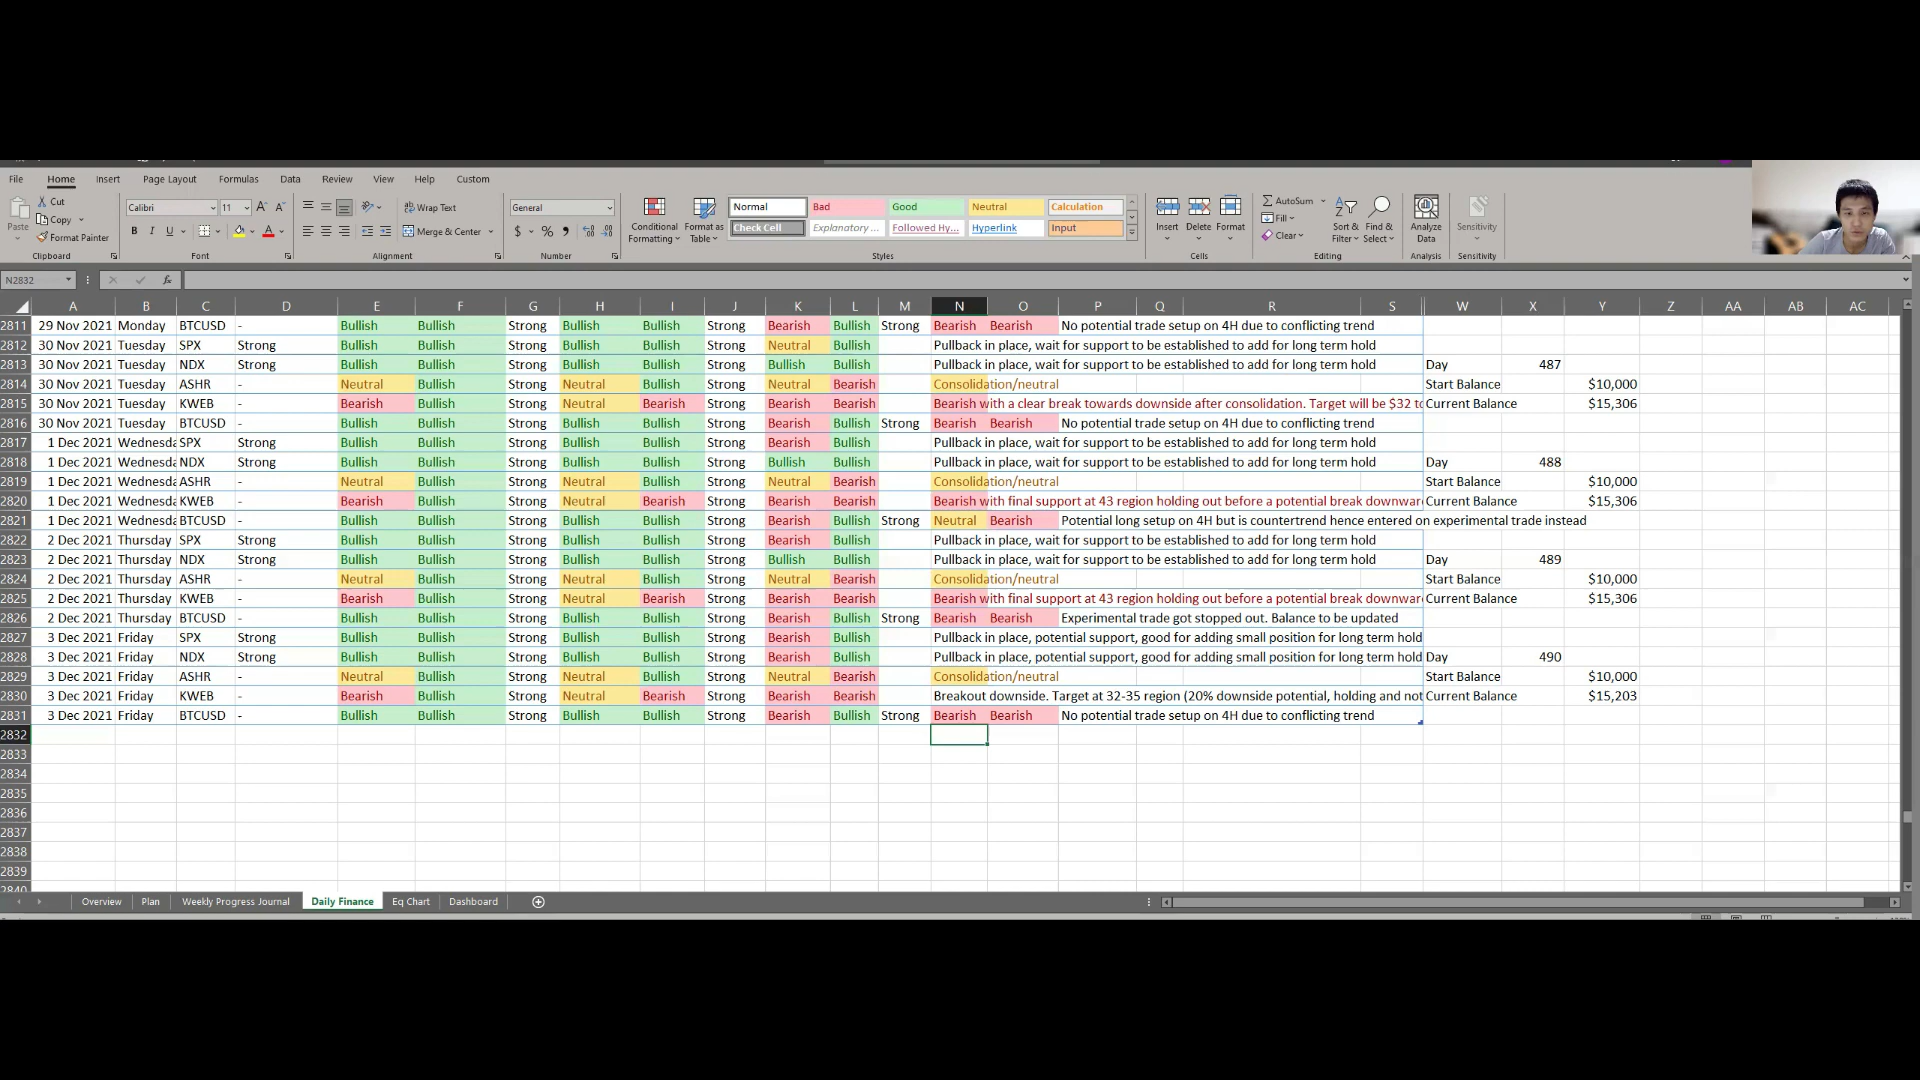 File Home Insert Page Layout Formulas Data Review View Help Custom
Paste Cut Copy Format Painter Clipboard
Calibri 11 Wrap Text Merge & Center General
B I U
Font Alignment Number
Conditional Formatting Format as Table
Normal Bad Good Neutral Calculation
Check Cell Explanatory ... Followed Hy... Hyperlink Input
Styles
Insert Delete Format Cells
AutoSum Fill Clear Sort & Filter Find & Select Editing
Analyze Data Analysis Sensitivity Sensitivity
N2832 fx
A B C D E F G H I J K L M N O P Q R S W X Y Z AA AB AC
2811 29 Nov 2021 Monday BTCUSD - Bullish Bullish Strong Bullish Bullish Strong Bearish Bullish Strong Bearish Bearish No potential trade setup on 4H due to conflicting trend
2812 30 Nov 2021 Tuesday SPX Strong Bullish Bullish Strong Bullish Bullish Strong Neutral Bullish Pullback in place, wait for support to be established to add for long term hold
2813 30 Nov 2021 Tuesday NDX Strong Bullish Bullish Strong Bullish Bullish Strong Bullish Bullish Pullback in place, wait for support to be established to add for long term hold Day 487
2814 30 Nov 2021 Tuesday ASHR - Neutral Bullish Strong Neutral Bullish Strong Neutral Bearish Consolidation/neutral Start Balance $10,000
2815 30 Nov 2021 Tuesday KWEB - Bearish Bullish Strong Neutral Bearish Strong Bearish Bearish Bearish with a clear break towards downside after consolidation. Target will be $32 to Current Balance $15,306
2816 30 Nov 2021 Tuesday BTCUSD - Bullish Bullish Strong Bullish Bullish Strong Bearish Bullish Strong Bearish Bearish No potential trade setup on 4H due to conflicting trend
2817 1 Dec 2021 Wednesda SPX Strong Bullish Bullish Strong Bullish Bullish Strong Bearish Bullish Pullback in place, wait for support to be established to add for long term hold
2818 1 Dec 2021 Wednesda NDX Strong Bullish Bullish Strong Bullish Bullish Strong Bullish Bullish Pullback in place, wait for support to be established to add for long term hold Day 488
2819 1 Dec 2021 Wednesda ASHR - Neutral Bullish Strong Neutral Bullish Strong Neutral Bearish Consolidation/neutral Start Balance $10,000
2820 1 Dec 2021 Wednesda KWEB - Bearish Bullish Strong Neutral Bearish Strong Bearish Bearish Bearish with final support at 43 region holding out before a potential break downwar Current Balance $15,306
2821 1 Dec 2021 Wednesda BTCUSD - Bullish Bullish Strong Bullish Bullish Strong Bearish Bullish Strong Neutral Bearish Potential long setup on 4H but is countertrend hence entered on experimental trade instead
2822 2 Dec 2021 Thursday SPX Strong Bullish Bullish Strong Bullish Bullish Strong Bearish Bullish Pullback in place, wait for support to be established to add for long term hold
2823 2 Dec 2021 Thursday NDX Strong Bullish Bullish Strong Bullish Bullish Strong Bullish Bullish Pullback in place, wait for support to be established to add for long term hold Day 489
2824 2 Dec 2021 Thursday ASHR - Neutral Bullish Strong Neutral Bullish Strong Neutral Bearish Consolidation/neutral Start Balance $10,000
2825 2 Dec 2021 Thursday KWEB - Bearish Bullish Strong Neutral Bearish Strong Bearish Bearish Bearish with final support at 43 region holding out before a potential break downwar Current Balance $15,306
2826 2 Dec 2021 Thursday BTCUSD - Bullish Bullish Strong Bullish Bullish Strong Bearish Bullish Strong Bearish Bearish Experimental trade got stopped out. Balance to be updated
2827 3 Dec 2021 Friday SPX Strong Bullish Bullish Strong Bullish Bullish Strong Bearish Bullish Pullback in place, potential support, good for adding small position for long term hold
2828 3 Dec 2021 Friday NDX Strong Bullish Bullish Strong Bullish Bullish Strong Bearish Bullish Pullback in place, potential support, good for adding small position for long term hold Day 490
2829 3 Dec 2021 Friday ASHR - Neutral Bullish Strong Neutral Bullish Strong Neutral Bearish Consolidation/neutral Start Balance $10,000
2830 3 Dec 2021 Friday KWEB - Bearish Bullish Strong Neutral Bearish Strong Bearish Bearish Breakout downside. Target at 32-35 region (20% downside potential, holding and not Current Balance $15,203
2831 3 Dec 2021 Friday BTCUSD - Bullish Bullish Strong Bullish Bullish Strong Bearish Bullish Strong Bearish Bearish No potential trade setup on 4H due to conflicting trend
2832
2833
2834
2835
2836
2837
2838
2839
2840
Overview Plan Weekly Progress Journal Daily Finance Eq Chart Dashboard